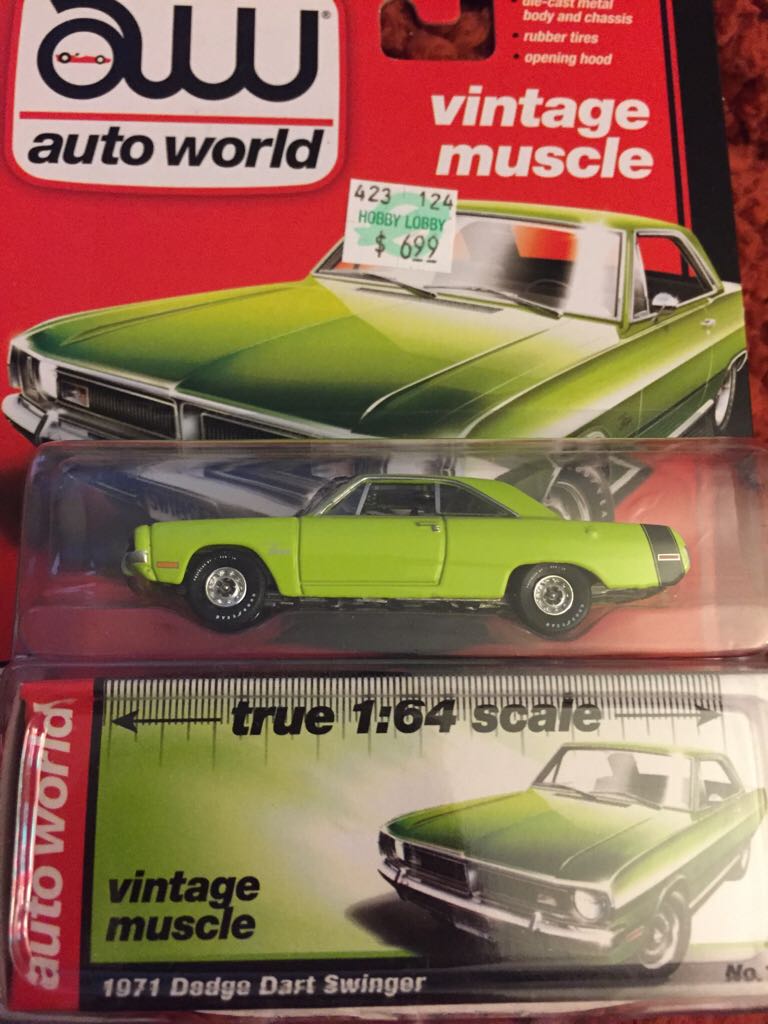 aw®
auto world
die-cast metal
body and chassis
• rubber tires
• opening hood
vintage
muscle
423 124
HOBBY LOBBY
$ 6.99
true 1:64 scale
auto world
vintage
muscle
1971 Dodge Dart Swinger
No.